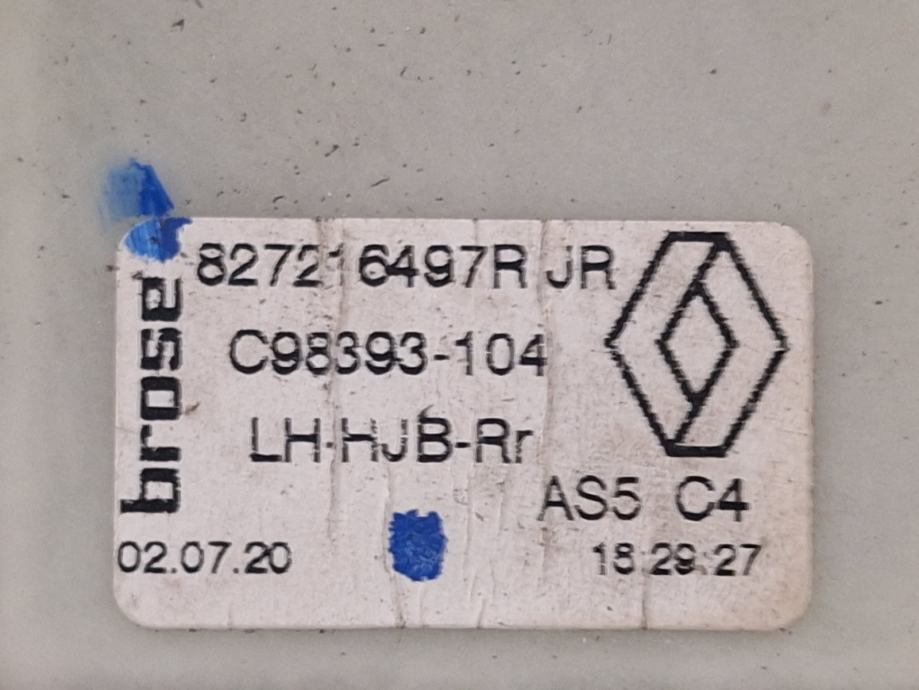 brose
827216497R JR
C98393-104
LH-HJB-Rr
AS5 C4
02.07.20
18:29:27